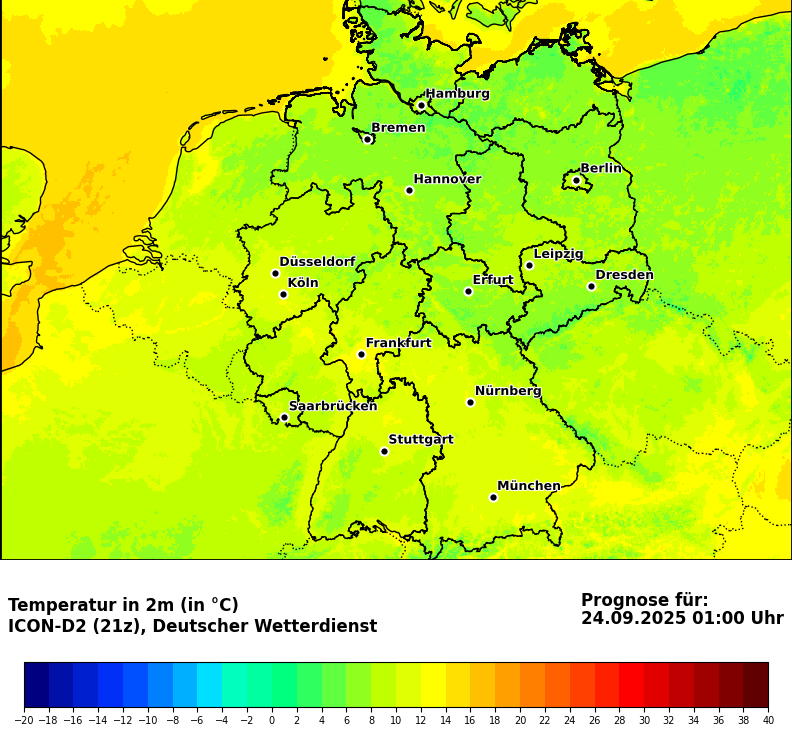 Hamburg
Bremen
Berlin
Hannover
Leipzig
Düsseldorf
Dresden
Erfurt
Köln
Frankfurt
Nürnberg
Saarbrücken
Stuttgart
München
Temperatur in 2m (in °C)
ICON-D2 (21z), Deutscher Wetterdienst
Prognose für:
24.09.2025 01:00 Uhr
−20 −18 −16 −14 −12 −10 −8 −6 −4 −2 0 2 4 6 8 10 12 14 16 18 20 22 24 26 28 30 32 34 36 38 40